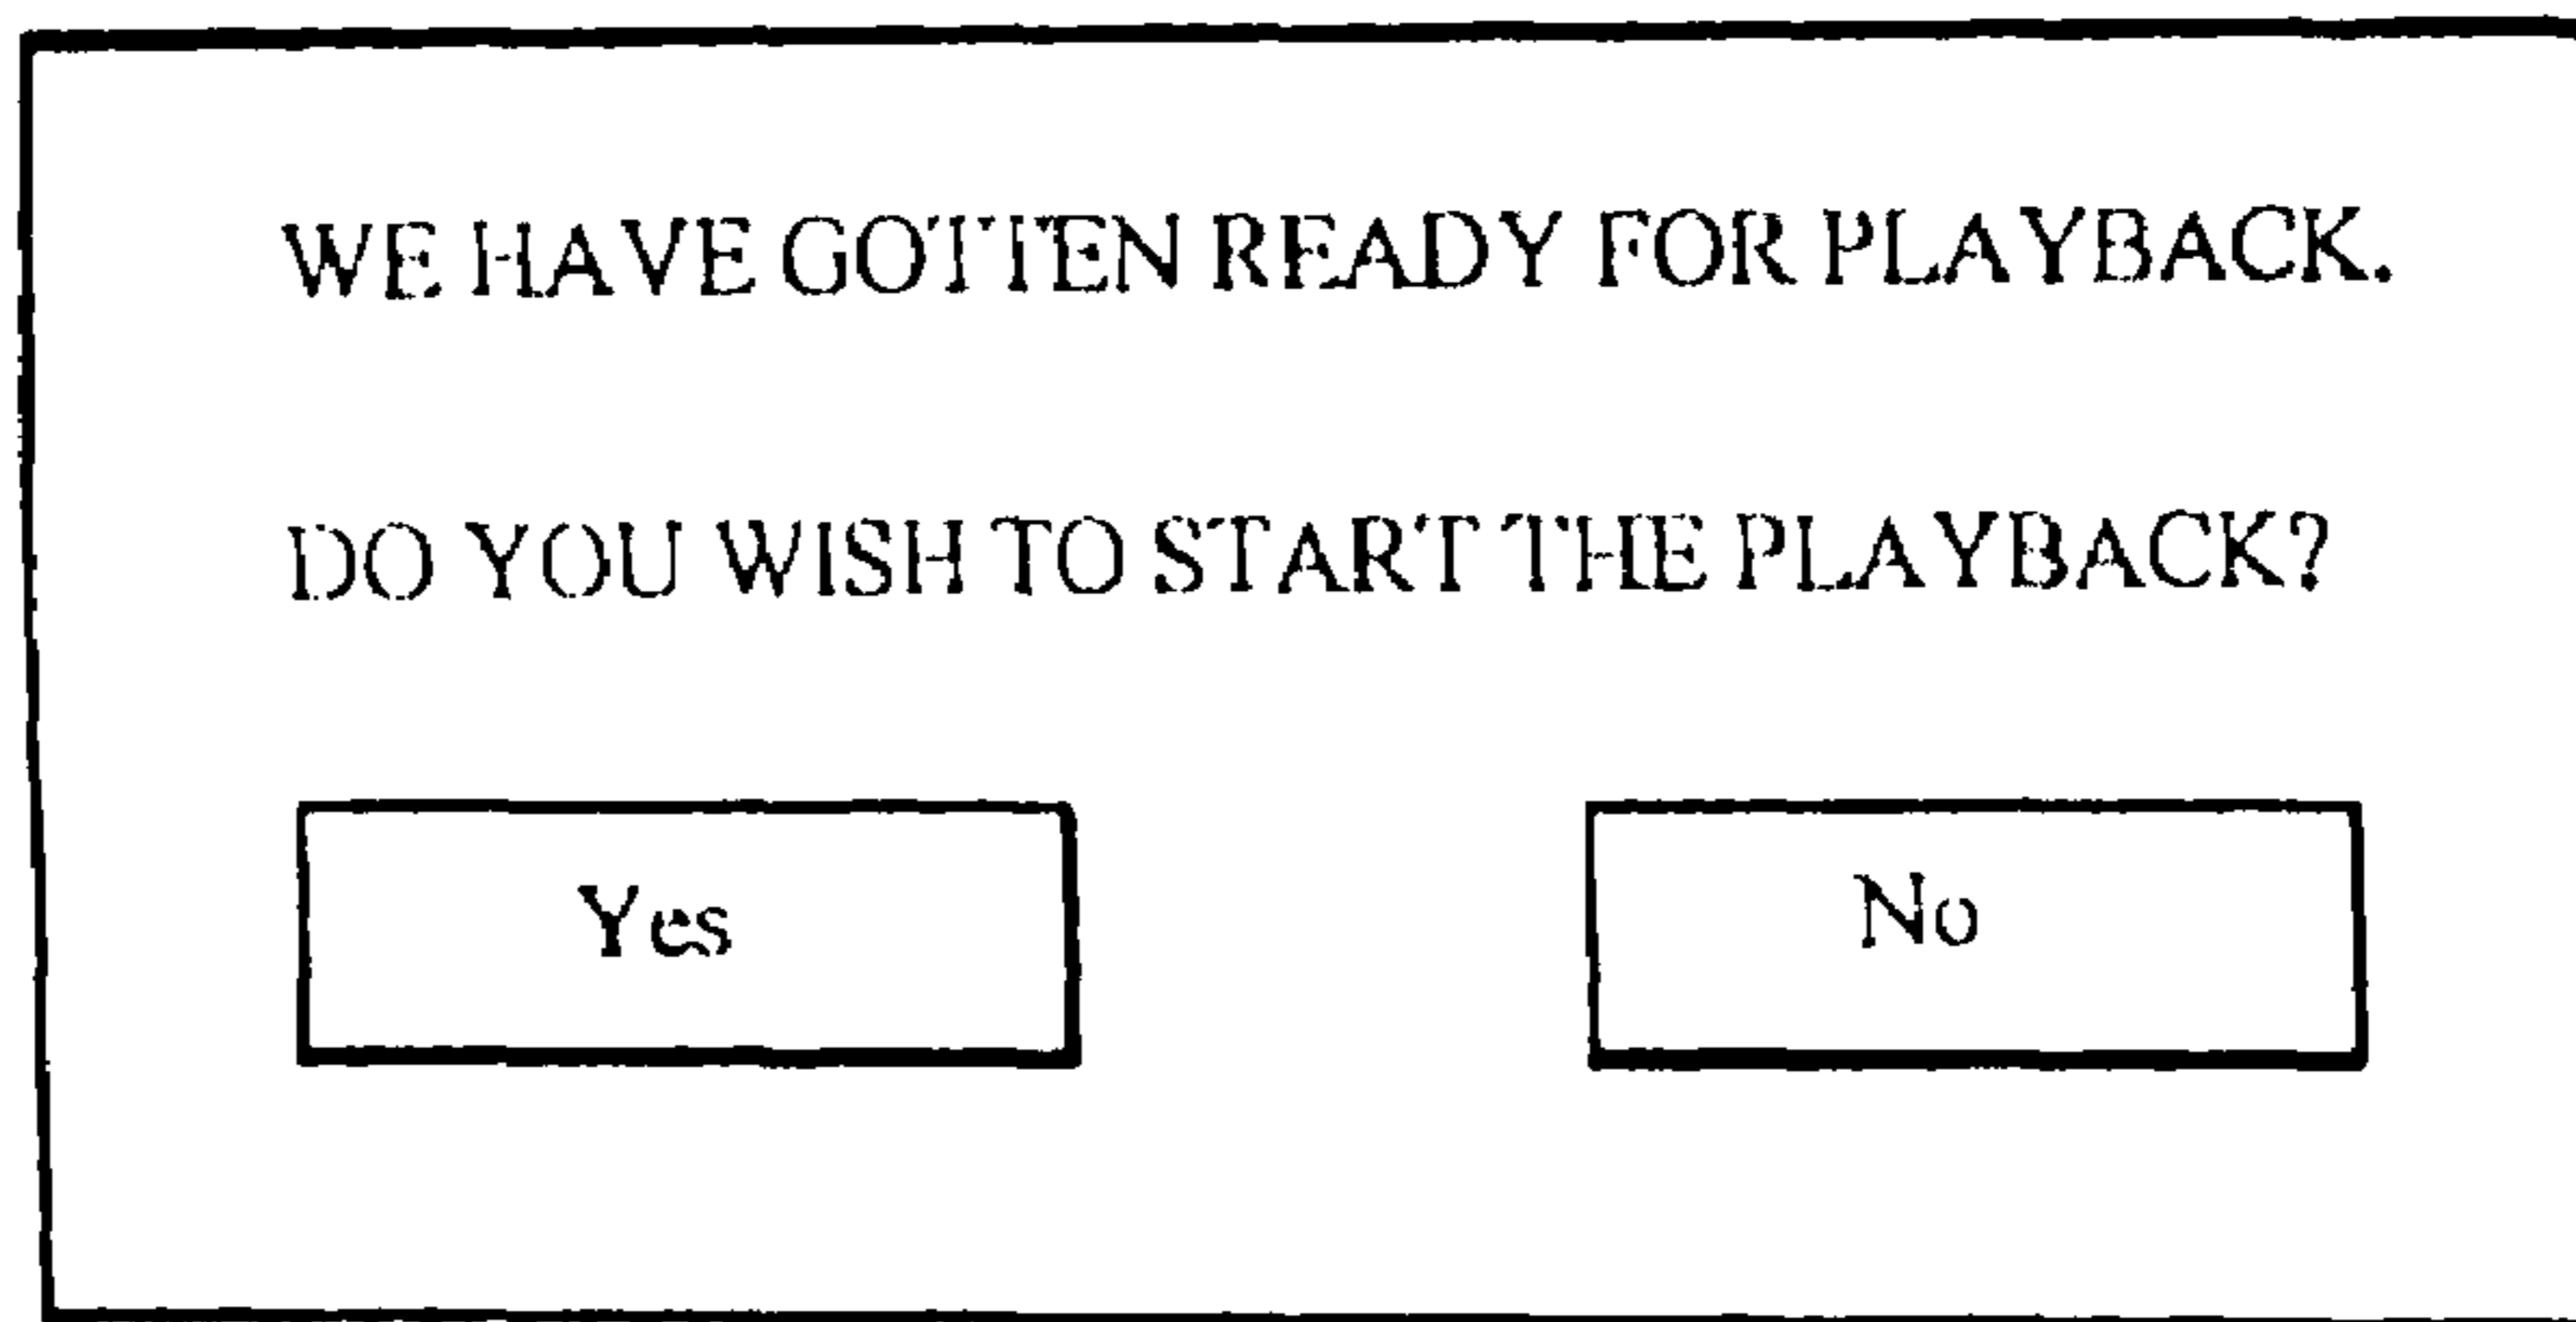 WE HAVE GOTTEN READY FOR PLAYBACK.
DO YOU WISH TO START THE PLAYBACK?
Yes No